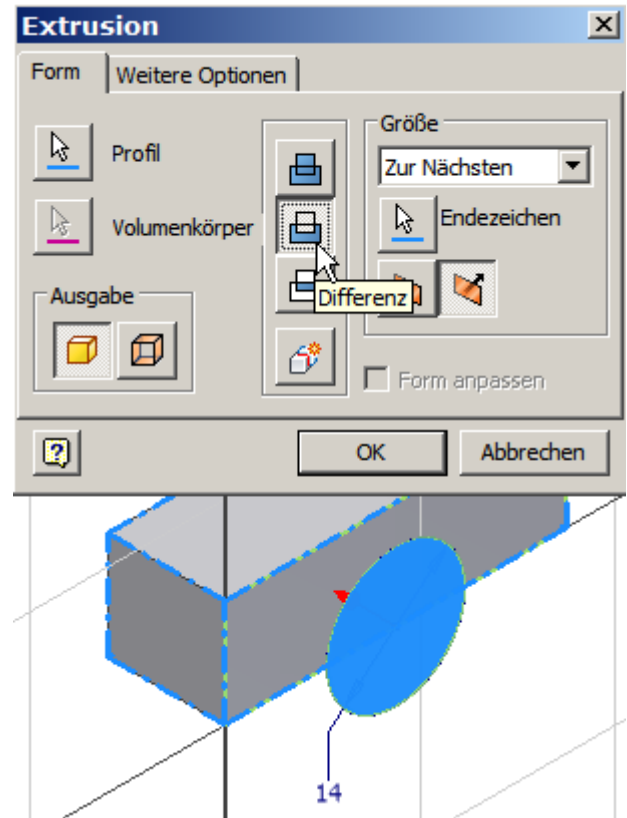 Extrusion
Form
Weitere Optionen
Profil
Volumenkörper
Ausgabe
Differenz
Größe
Zur Nächsten
Endezeichen
Form anpassen
OK
Abbrechen
14